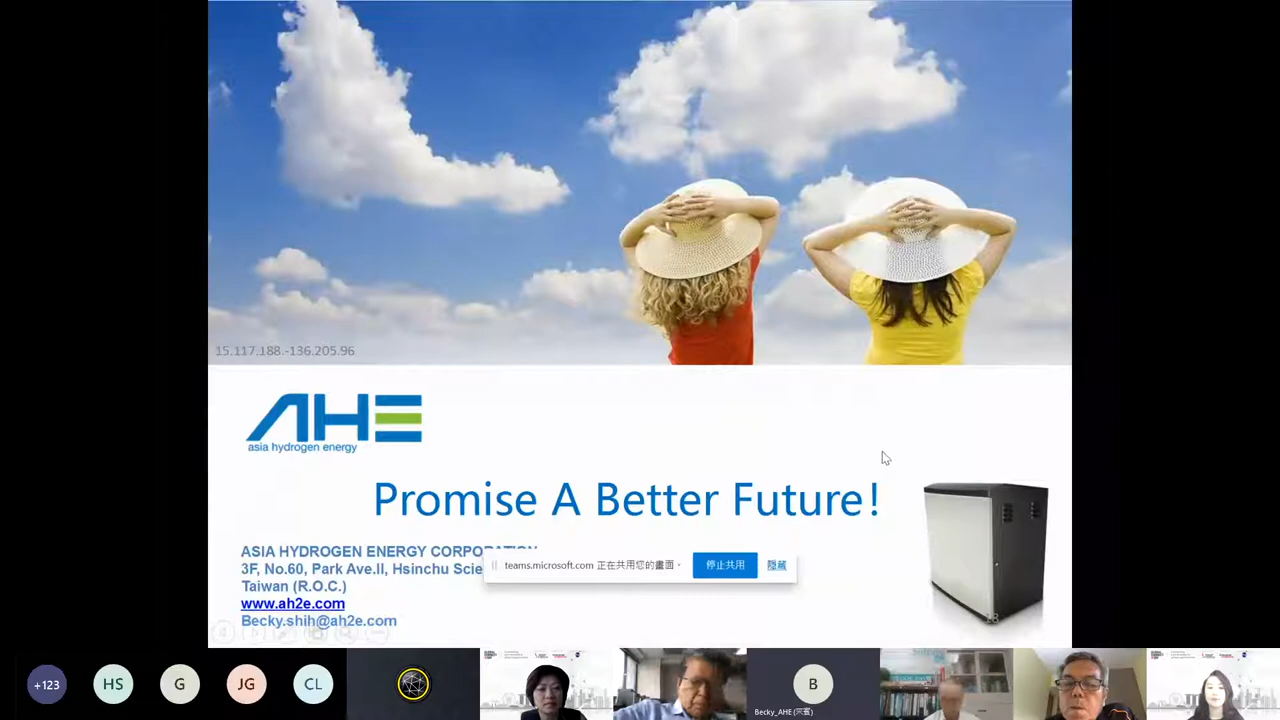 15.117.188.-136.205.96
AHE
asia hydrogen energy
Promise A Better Future!
ASIA HYDROGEN ENERGY CORPORATION
3F, No.60, Park Ave.II, Hsinchu Scie
Taiwan (R.O.C.)
www.ah2e.com
Becky.shih@ah2e.com
teams.microsoft.com 正在共用您的畫面。
停止共用
隱藏
18
+123
HS
G
JG
CL
B
Becky_AHE (來賓)